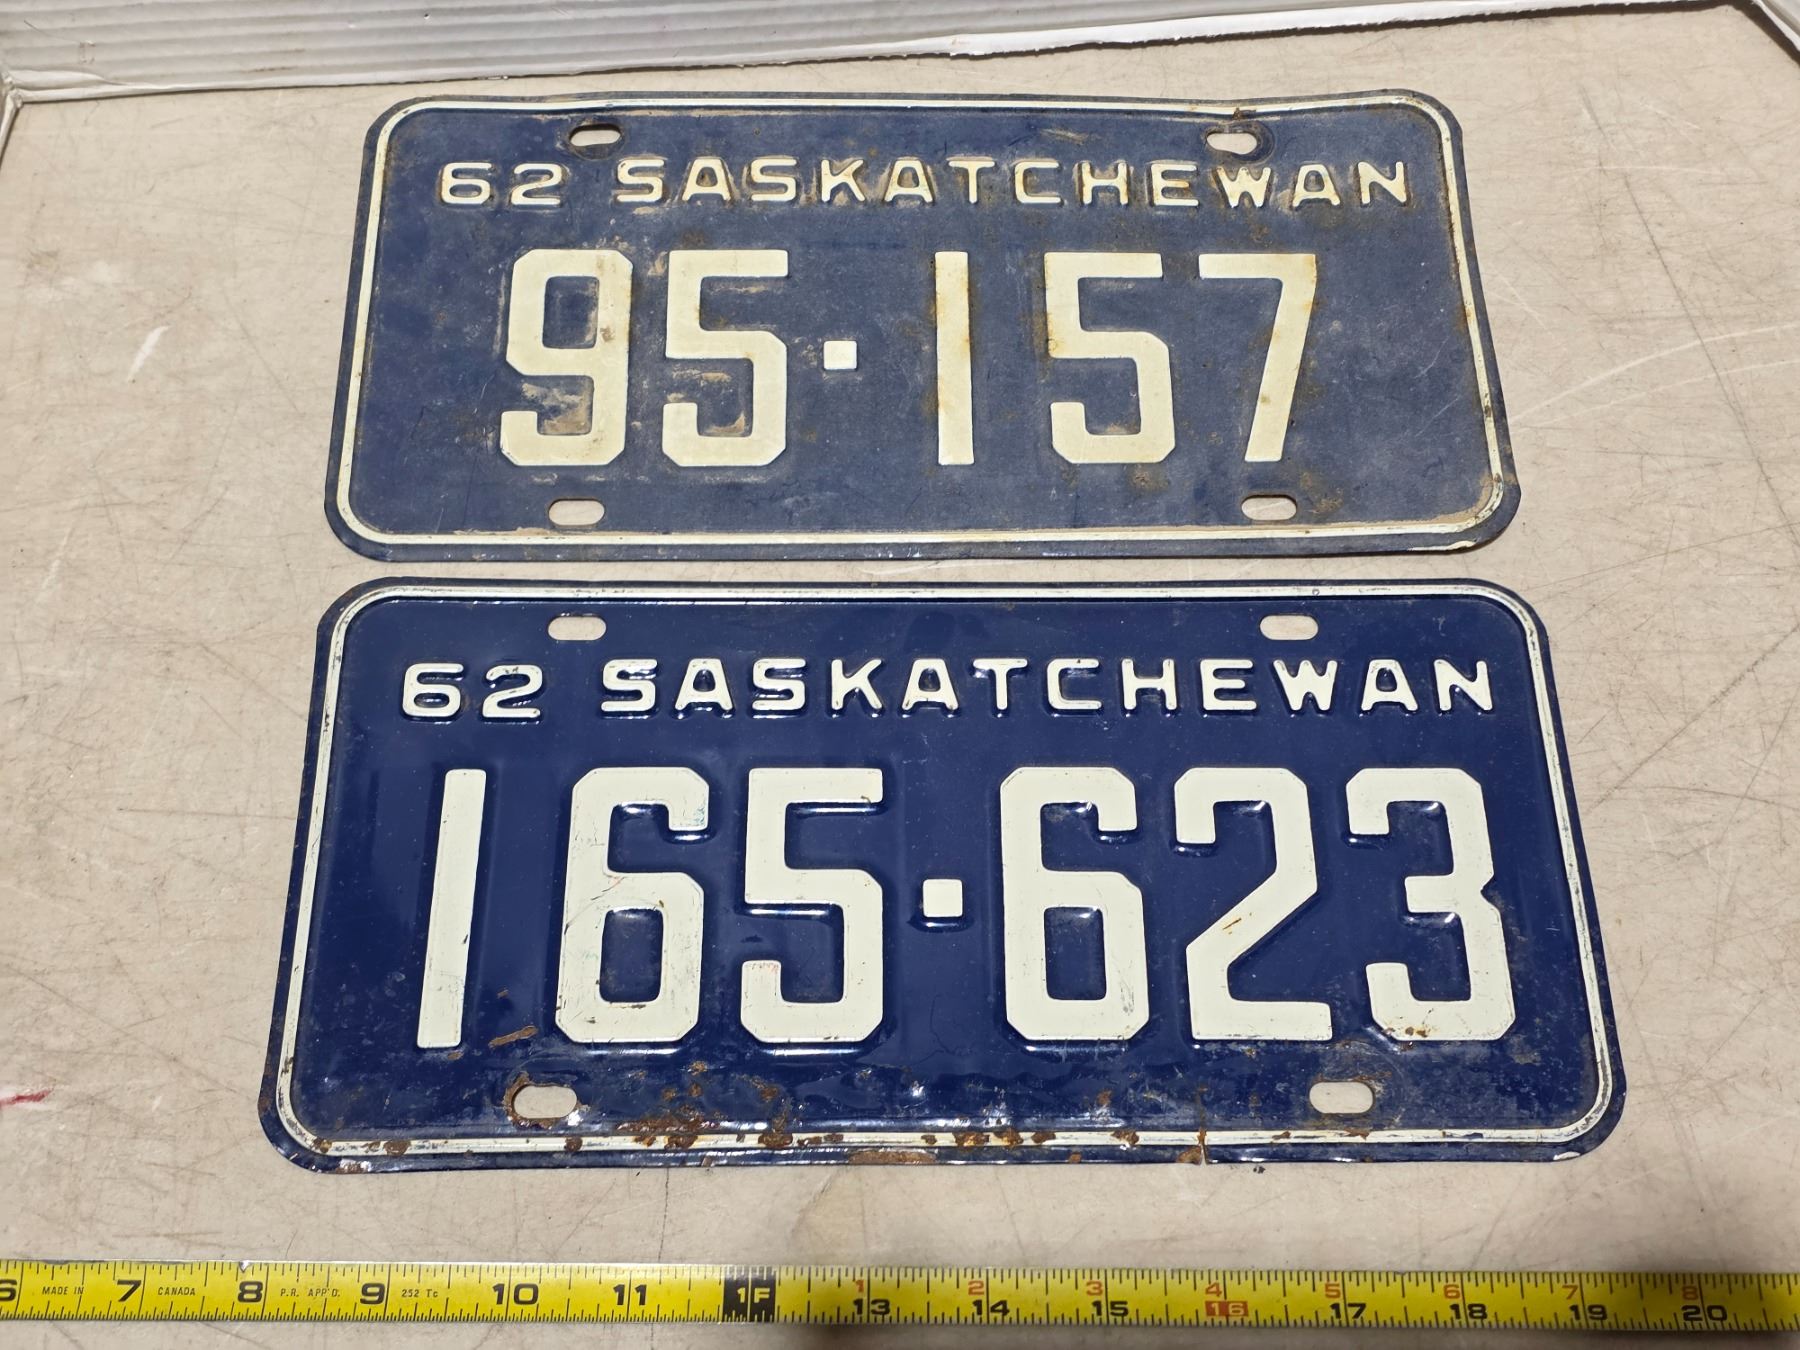 62 SASKATCHEWAN
95·157
62 SASKATCHEWAN
165·623
6 MADE IN 7 CANADA 8 P.R. APP'D. 9 252 Tc 10 11 1F 1 13 2 14 3 15 4 16 5 17 6 18 7 19 8 20